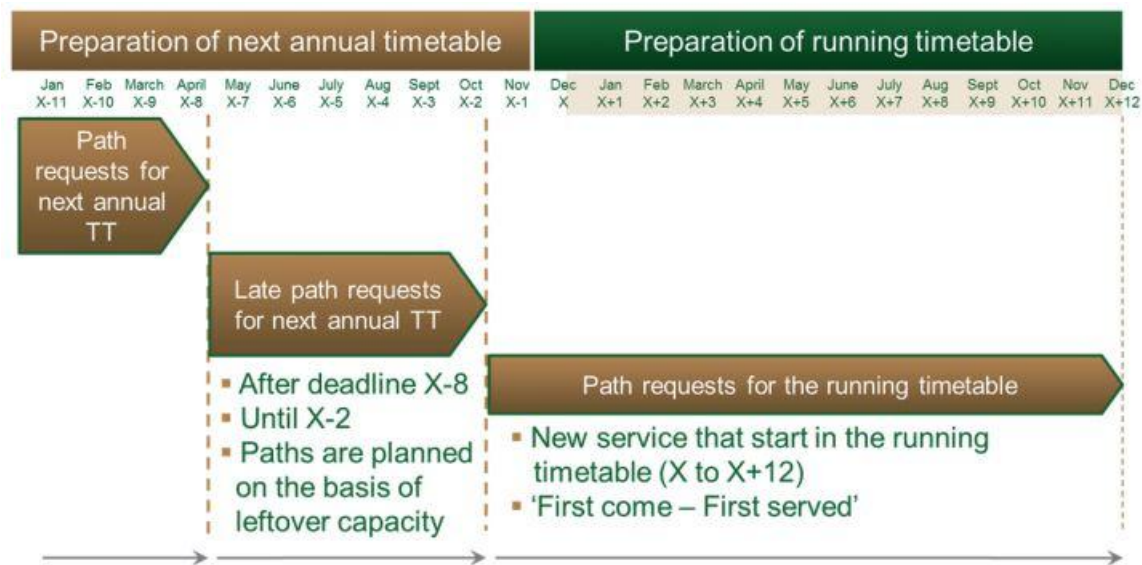 Preparation of next annual timetable
Preparation of running timetable
Jan Feb March April May June July Aug Sept Oct Nov Dec Jan Feb March April May June July Aug Sept Oct Nov Dec
X-11 X-10 X-9 X-8 X-7 X-6 X-5 X-4 X-3 X-2 X-1 X X+1 X+2 X+3 X+4 X+5 X+6 X+7 X+8 X+9 X+10 X+11 X+12
Path
requests for
next annual
TT
Late path requests
for next annual TT
▪ After deadline X-8
▪ Until X-2
▪ Paths are planned
on the basis of
leftover capacity
Path requests for the running timetable
▪ New service that start in the running
timetable (X to X+12)
▪ ‘First come – First served’